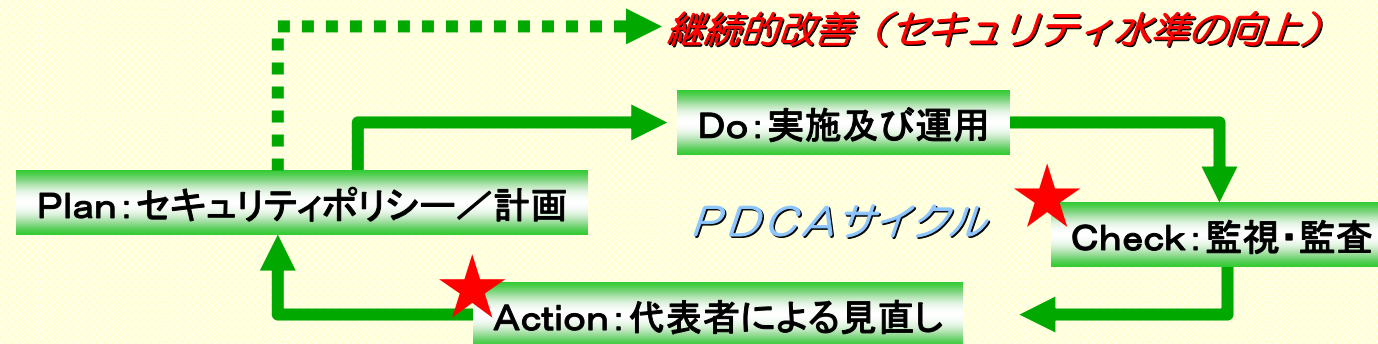 継続的改善（セキュリティ水準の向上）
Do：実施及び運用
Plan：セキュリティポリシー／計画
PDCAサイクル
Check：監視・監査
Action：代表者による見直し